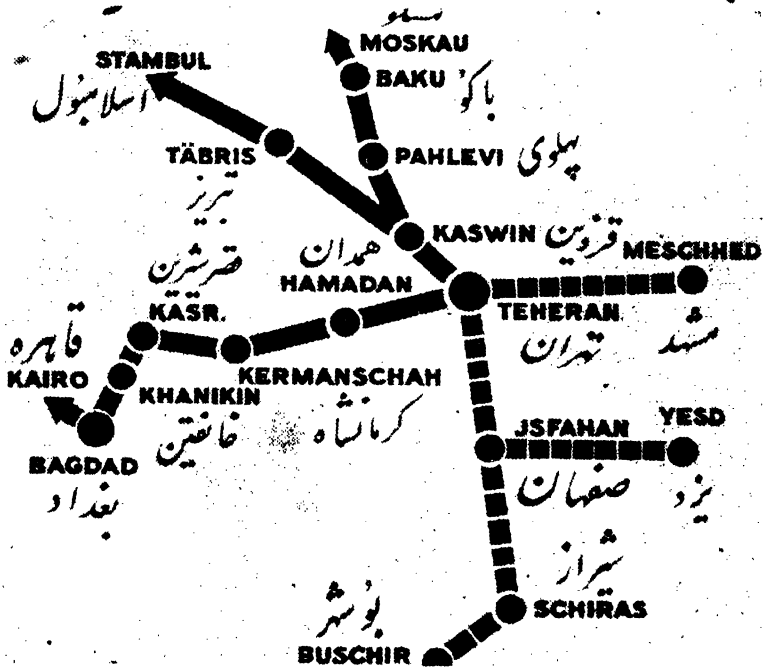 مسکو
MOSKAU
STAMBUL
BAKU
باکو
اسلامبول
TÄBRIS
PAHLEVI
پهلوی
تبریز
KASWIN
قزوین
MESCHHED
همدان
HAMADAN
قصرشیرین
KASR.
TEHERAN
تهران
مشهد
قاهره
KAIRO
KERMANSCHAH
کرمانشاه
KHANIKIN
خانقین
JSFAHAN
YESD
BAGDAD
بغداد
صفهان
یزد
شیراز
SCHIRAS
بوشهر
BUSCHIR